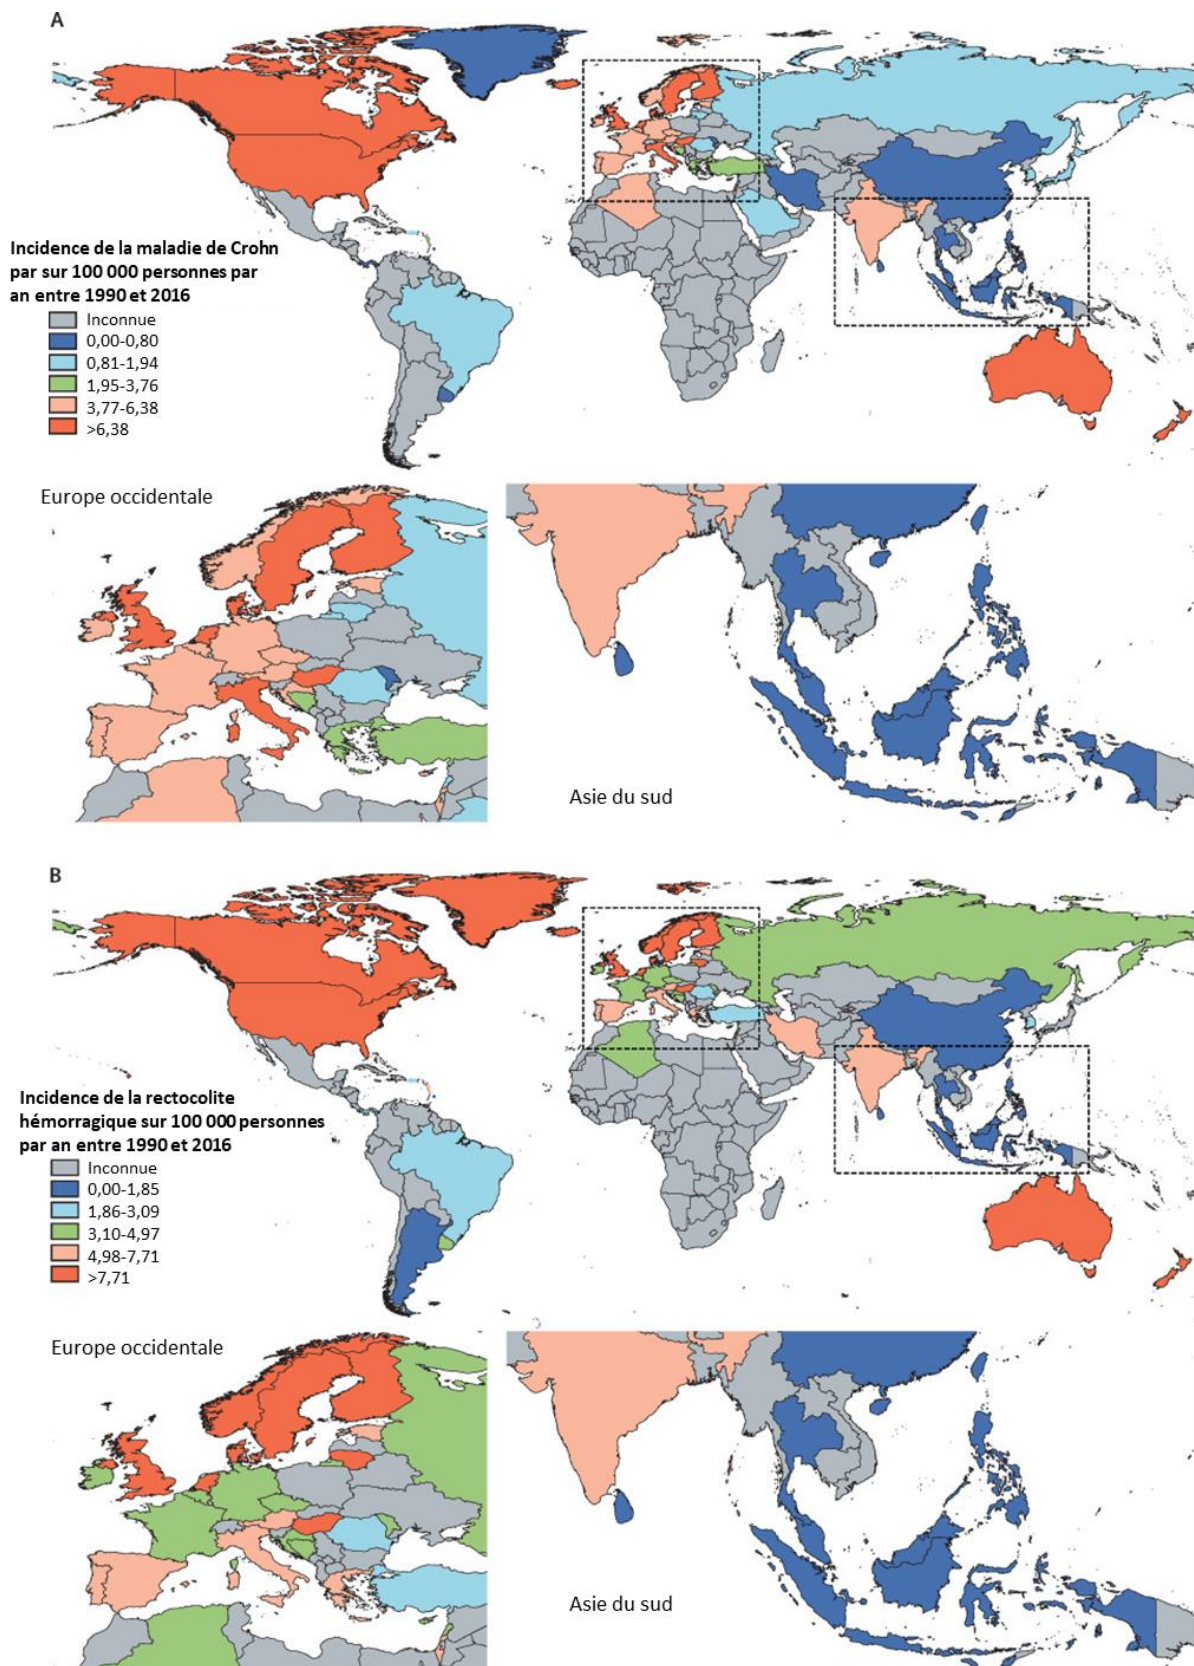 A
Incidence de la maladie de Crohn
par sur 100 000 personnes par
an entre 1990 et 2016
Inconnue
0,00-0,80
0,81-1,94
1,95-3,76
3,77-6,38
>6,38
Europe occidentale
Asie du sud
B
Incidence de la rectocolite
hémorragique sur 100 000 personnes
par an entre 1990 et 2016
Inconnue
0,00-1,85
1,86-3,09
3,10-4,97
4,98-7,71
>7,71
Europe occidentale
Asie du sud